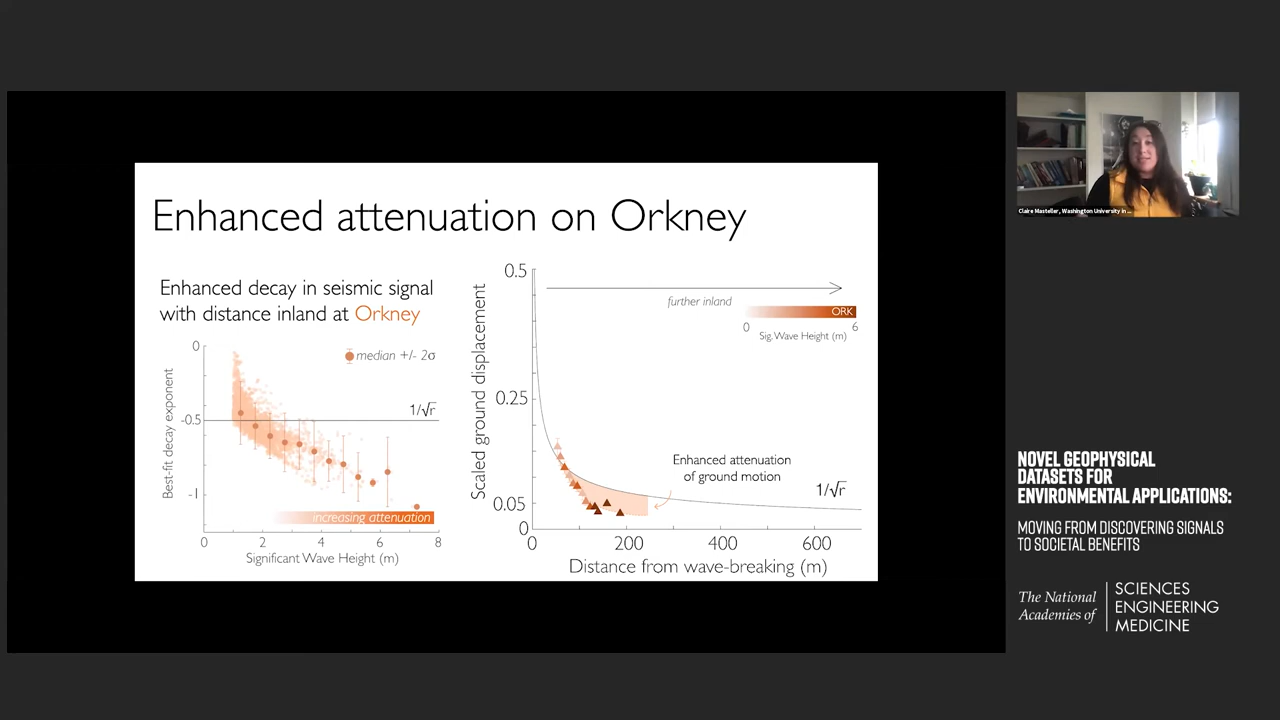 Enhanced attenuation on Orkney
Enhanced decay in seismic signal
with distance inland at Orkney
0
-0.5
-1
Best-fit decay exponent
median +/- 2σ
1/√r
increasing attenuation
0 2 4 6 8
Significant Wave Height (m)
0.5
0.25
0.05
0
Scaled ground displacement
further inland
ORK
0 6
Sig. Wave Height (m)
Enhanced attenuation
of ground motion
1/√r
0 200 400 600
Distance from wave-breaking (m)
Claire Masteller, Washington University in ...
NOVEL GEOPHYSICAL
DATASETS FOR
ENVIRONMENTAL APPLICATIONS:
MOVING FROM DISCOVERING SIGNALS
TO SOCIETAL BENEFITS
The National
Academies of
SCIENCES
ENGINEERING
MEDICINE